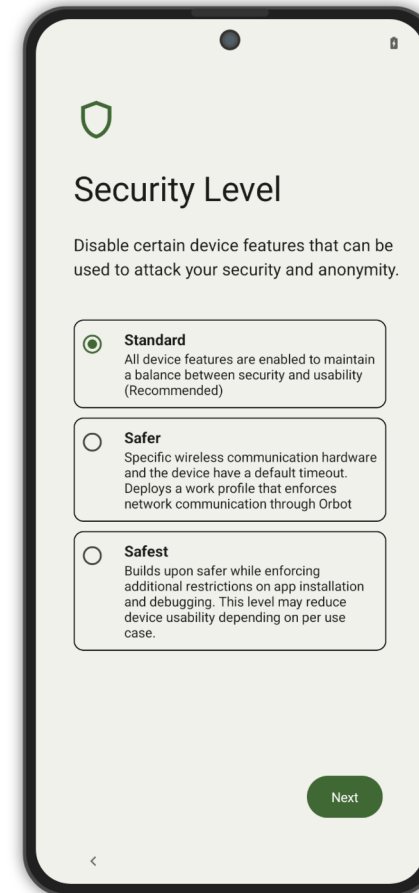 Security Level
Disable certain device features that can be
used to attack your security and anonymity.
Standard
All device features are enabled to maintain
a balance between security and usability
(Recommended)
Safer
Specific wireless communication hardware
and the device have a default timeout.
Deploys a work profile that enforces
network communication through Orbot
Safest
Builds upon safer while enforcing
additional restrictions on app installation
and debugging. This level may reduce
device usability depending on per use
case.
Next